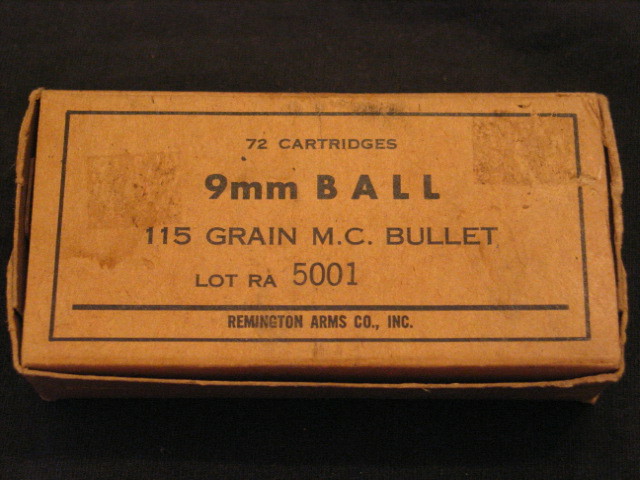 72 CARTRIDGES
9mm BALL
115 GRAIN M.C. BULLET
LOT RA 5001
REMINGTON ARMS CO., INC.